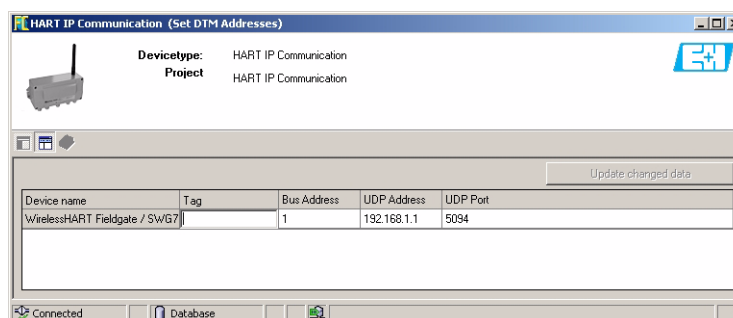 HART IP Communication (Set DTM Addresses)
Devicetype: HART IP Communication
Project HART IP Communication
E+H
Update changed data
Device name Tag Bus Address UDP Address UDP Port
WirelessHART Fieldgate / SWG7 1 192.168.1.1 5094
Connected Database